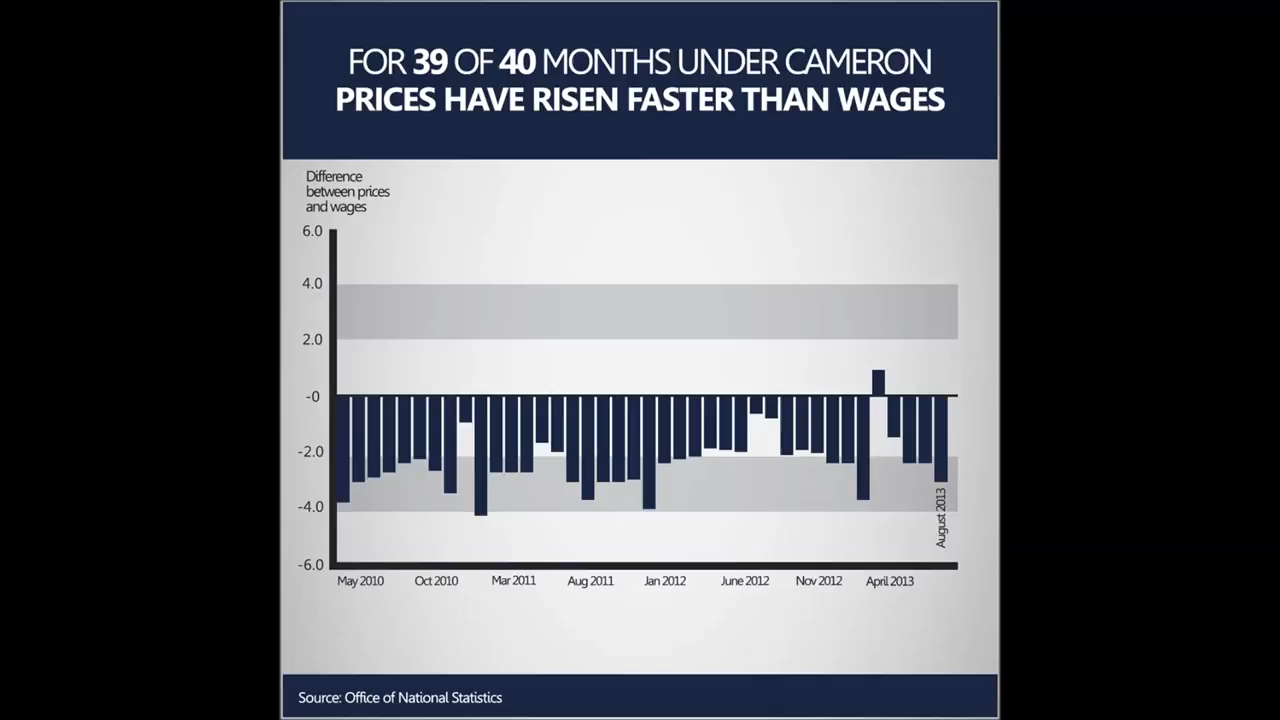 FOR 39 OF 40 MONTHS UNDER CAMERON
PRICES HAVE RISEN FASTER THAN WAGES
Difference
between prices
and wages
6.0
4.0
2.0
-0
-2.0
-4.0
-6.0
August 2013
May 2010 Oct 2010 Mar 2011 Aug 2011 Jan 2012 June 2012 Nov 2012 April 2013
Source: Office of National Statistics